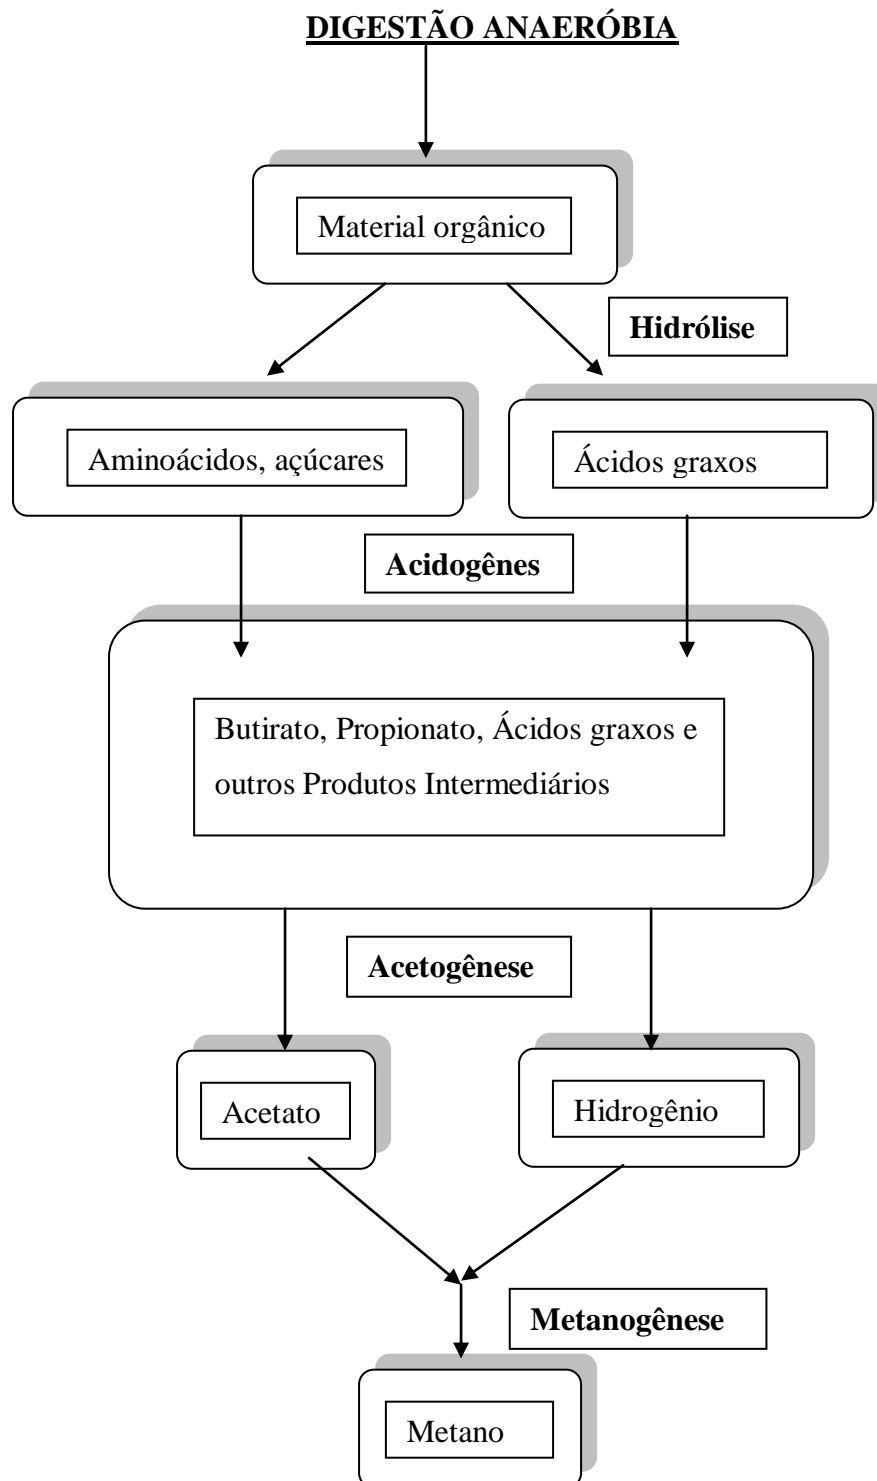 DIGESTÃO ANAERÓBIA
Material orgânico
Hidrólise
Aminoácidos, açúcares
Ácidos graxos
Acidogênes
Butirato, Propionato, Ácidos graxos e
outros Produtos Intermediários
Acetogênese
Acetato
Hidrogênio
Metanogênese
Metano